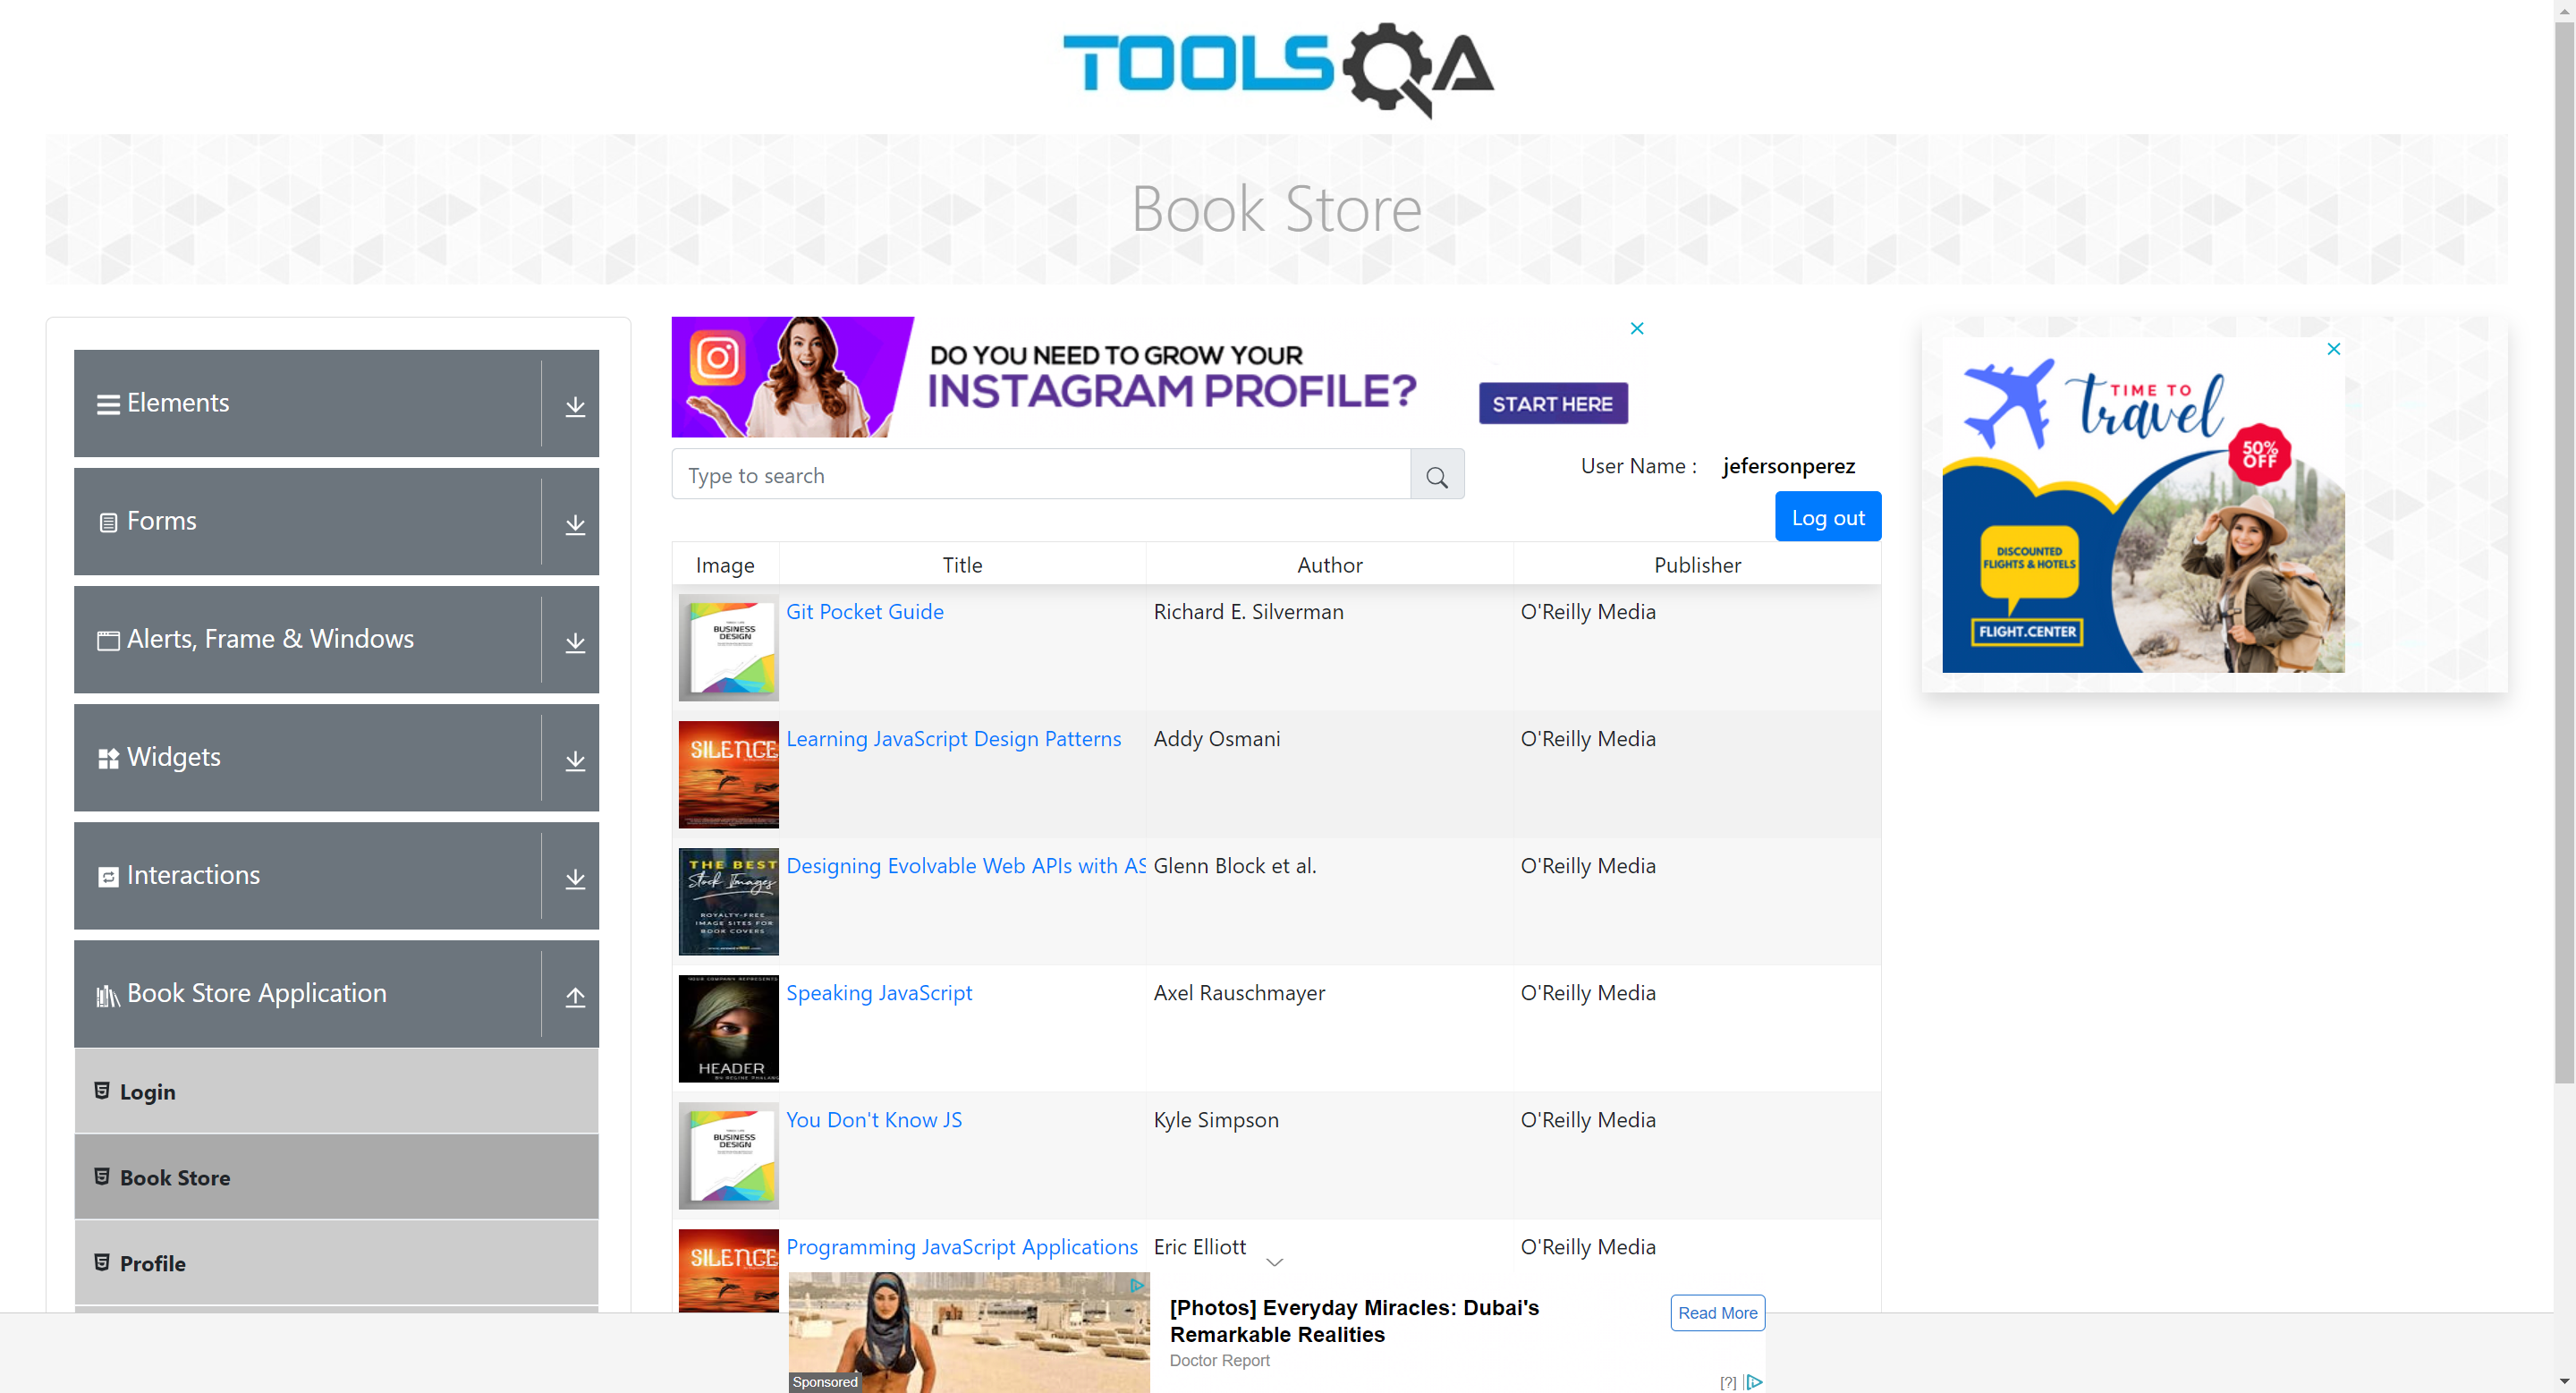 TOOLSQA
Book Store
Elements
Forms
Alerts, Frame & Windows
Widgets
Interactions
Book Store Application
Login
Book Store
Profile
DO YOU NEED TO GROW YOUR
INSTAGRAM PROFILE?
START HERE
Type to search
User Name : jefersonperez
Log out
Image Title Author Publisher
BUSINESS
DESIGN
Git Pocket Guide Richard E. Silverman O'Reilly Media
SILENCE
Learning JavaScript Design Patterns Addy Osmani O'Reilly Media
THE BEST
Stock Images
ROYALTY-FREE
IMAGE SITES FOR
BOOK COVERS
Designing Evolvable Web APIs with AS Glenn Block et al. O'Reilly Media
YOUR COMPANY REPRESENTS
HEADER
Speaking JavaScript Axel Rauschmayer O'Reilly Media
BUSINESS
DESIGN
You Don't Know JS Kyle Simpson O'Reilly Media
SILENCE
Programming JavaScript Applications Eric Elliott O'Reilly Media
TIME TO
travel
50%
OFF
DISCOUNTED
FLIGHTS & HOTELS
FLIGHT.CENTER
[Photos] Everyday Miracles: Dubai's
Remarkable Realities
Doctor Report
Read More
Sponsored
[?]